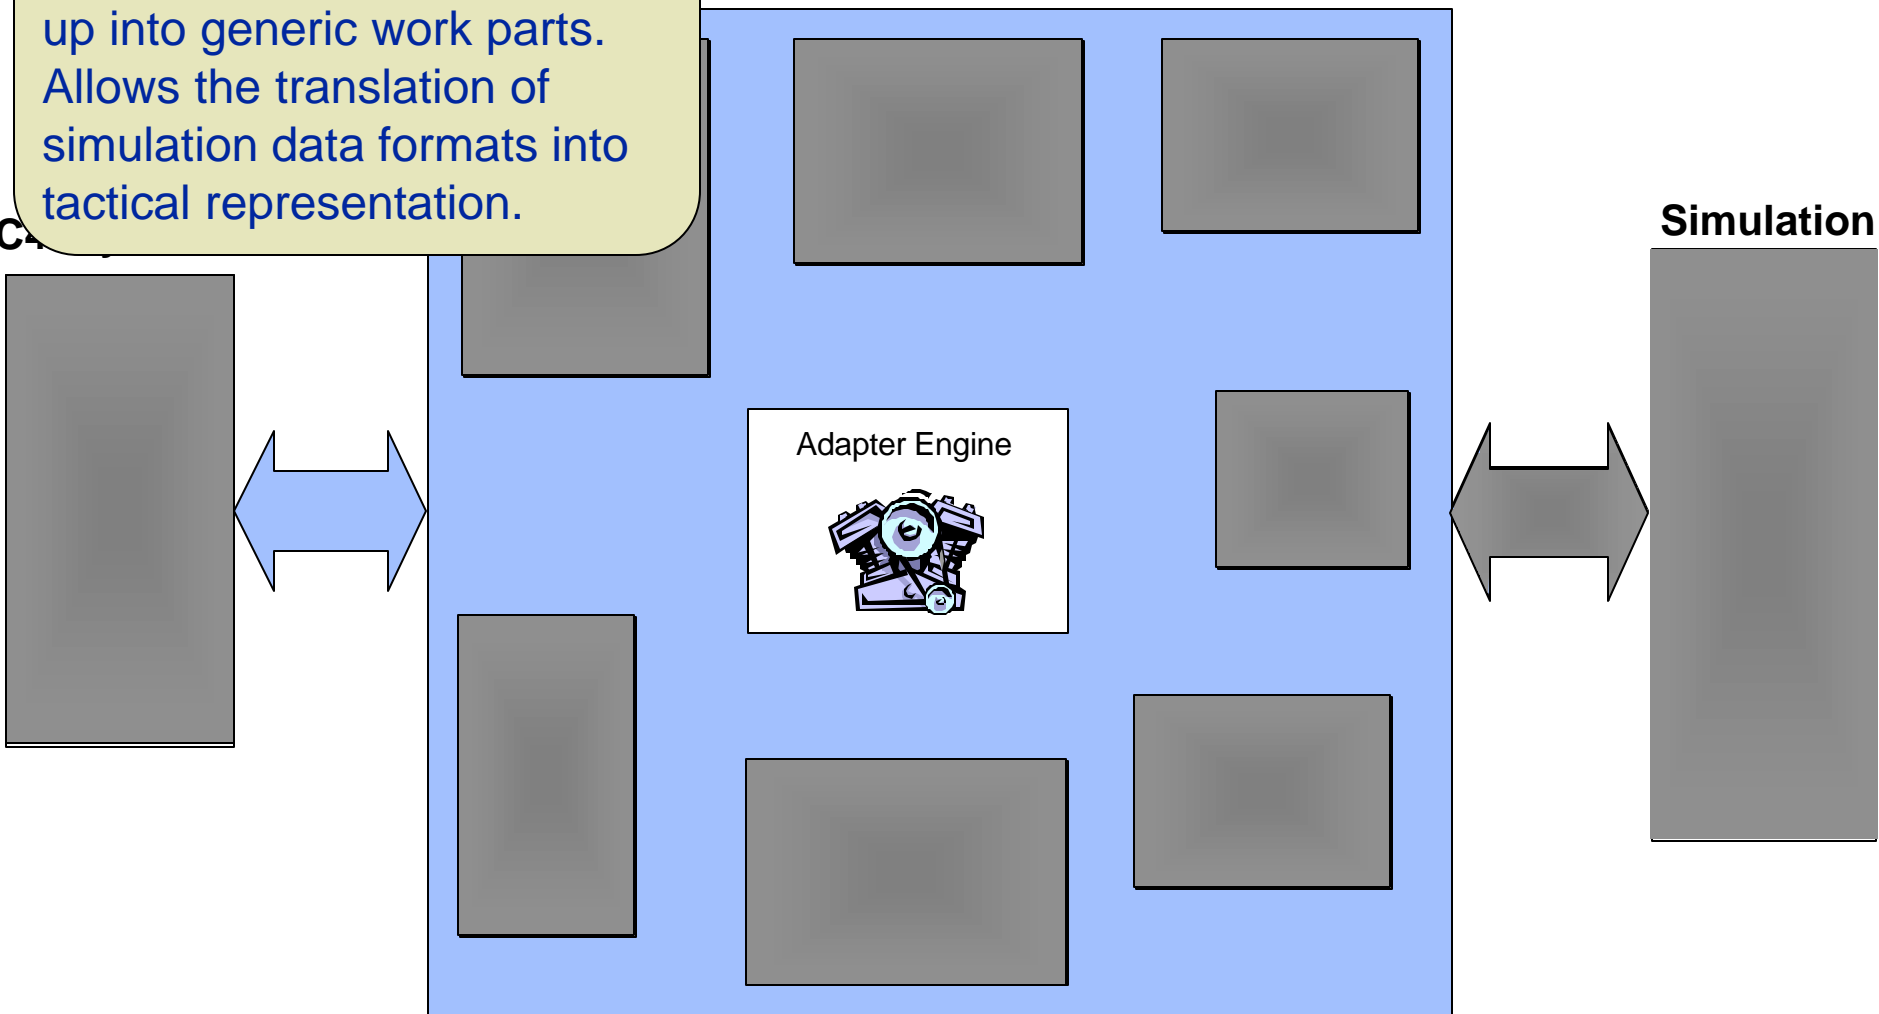 up into generic work parts.
Allows the translation of
simulation data formats into
tactical representation.
Simulation
Adapter Engine